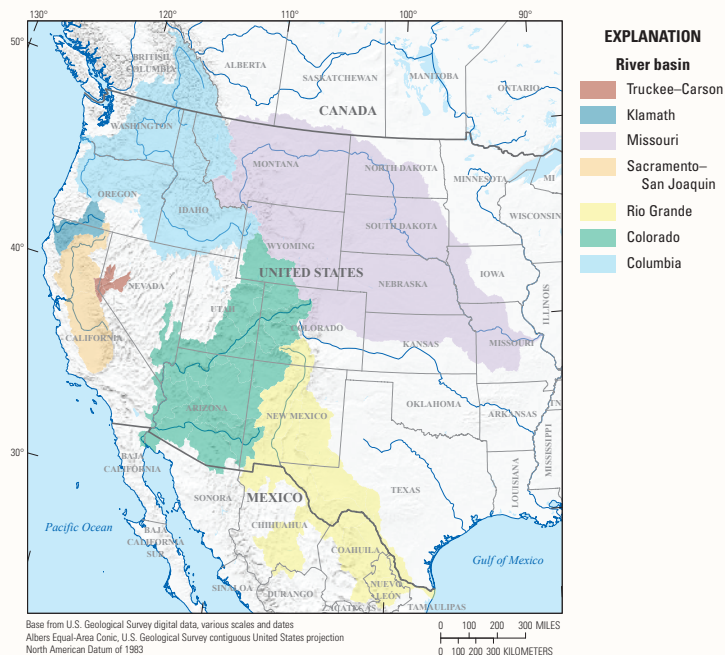 130°
120°
110°
100°
90°
50°
40°
30°
BRITISH
COLUMBIA
ALBERTA
SASKATCHEWAN
MANITOBA
ONTARIO
CANADA
WASHINGTON
MONTANA
NORTH DAKOTA
MINNESOTA
MI
OREGON
IDAHO
SOUTH DAKOTA
WISCONSIN
WYOMING
UNITED STATES
IOWA
NEVADA
NEBRASKA
ILLINOIS
UTAH
COLORADO
CALIFORNIA
KANSAS
MISSOURI
ARIZONA
NEW MEXICO
OKLAHOMA
ARKANSAS
TN
MISSISSIPPI
BAJA
CALIFORNIA
TEXAS
LOUISIANA
SONORA
MEXICO
CHIHUAHUA
Pacific Ocean
BAJA
CALIFORNIA
SUR
COAHUILA
Gulf of Mexico
SINALOA
DURANGO
NUEVO
LEÓN
ZACATECAS
TAMAULIPAS
EXPLANATION
River basin
Truckee–Carson
Klamath
Missouri
Sacramento–
San Joaquin
Rio Grande
Colorado
Columbia
Base from U.S. Geological Survey digital data, various scales and dates
Albers Equal-Area Conic, U.S. Geological Survey contiguous United States projection
North American Datum of 1983
0 100 200 300 MILES
0 100 200 300 KILOMETERS